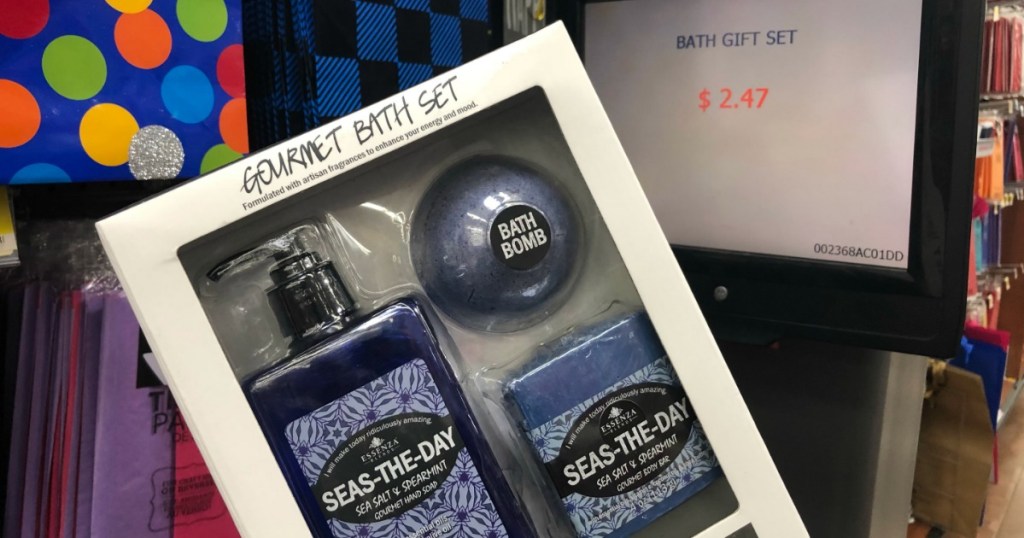 BATH GIFT SET
$ 2.47
002368AC01DD
GOURMET BATH SET
Formulated with artisan fragrances to enhance your energy and mood.
BATH
BOMB
I will make today ridiculously amazing
ESSENZA
SEAS-THE-DAY
SEA SALT & SPEARMINT
GOURMET HAND SOAP
I will make today ridiculously amazing
ESSENZA
SEAS-THE-DAY
SEA SALT & SPEARMINT
GOURMET BODY BAR